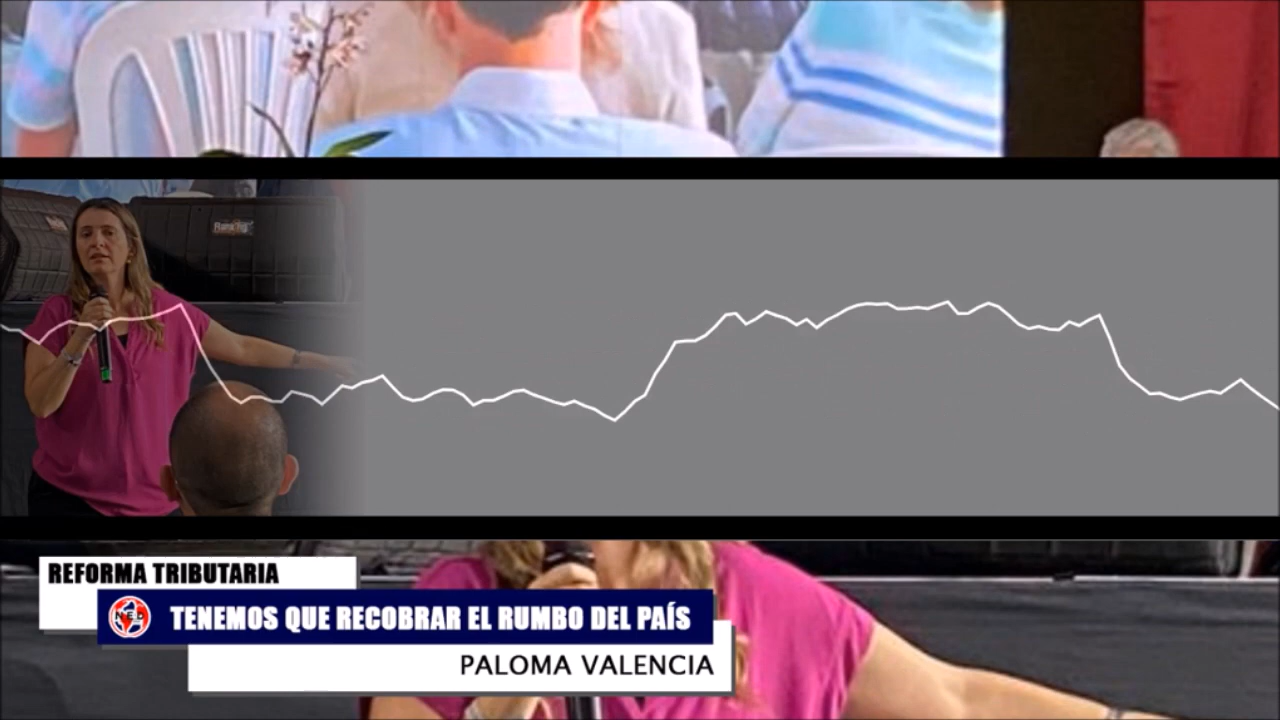 REFORMA TRIBUTARIA
TENEMOS QUE RECOBRAR EL RUMBO DEL PAÍS
PALOMA VALENCIA